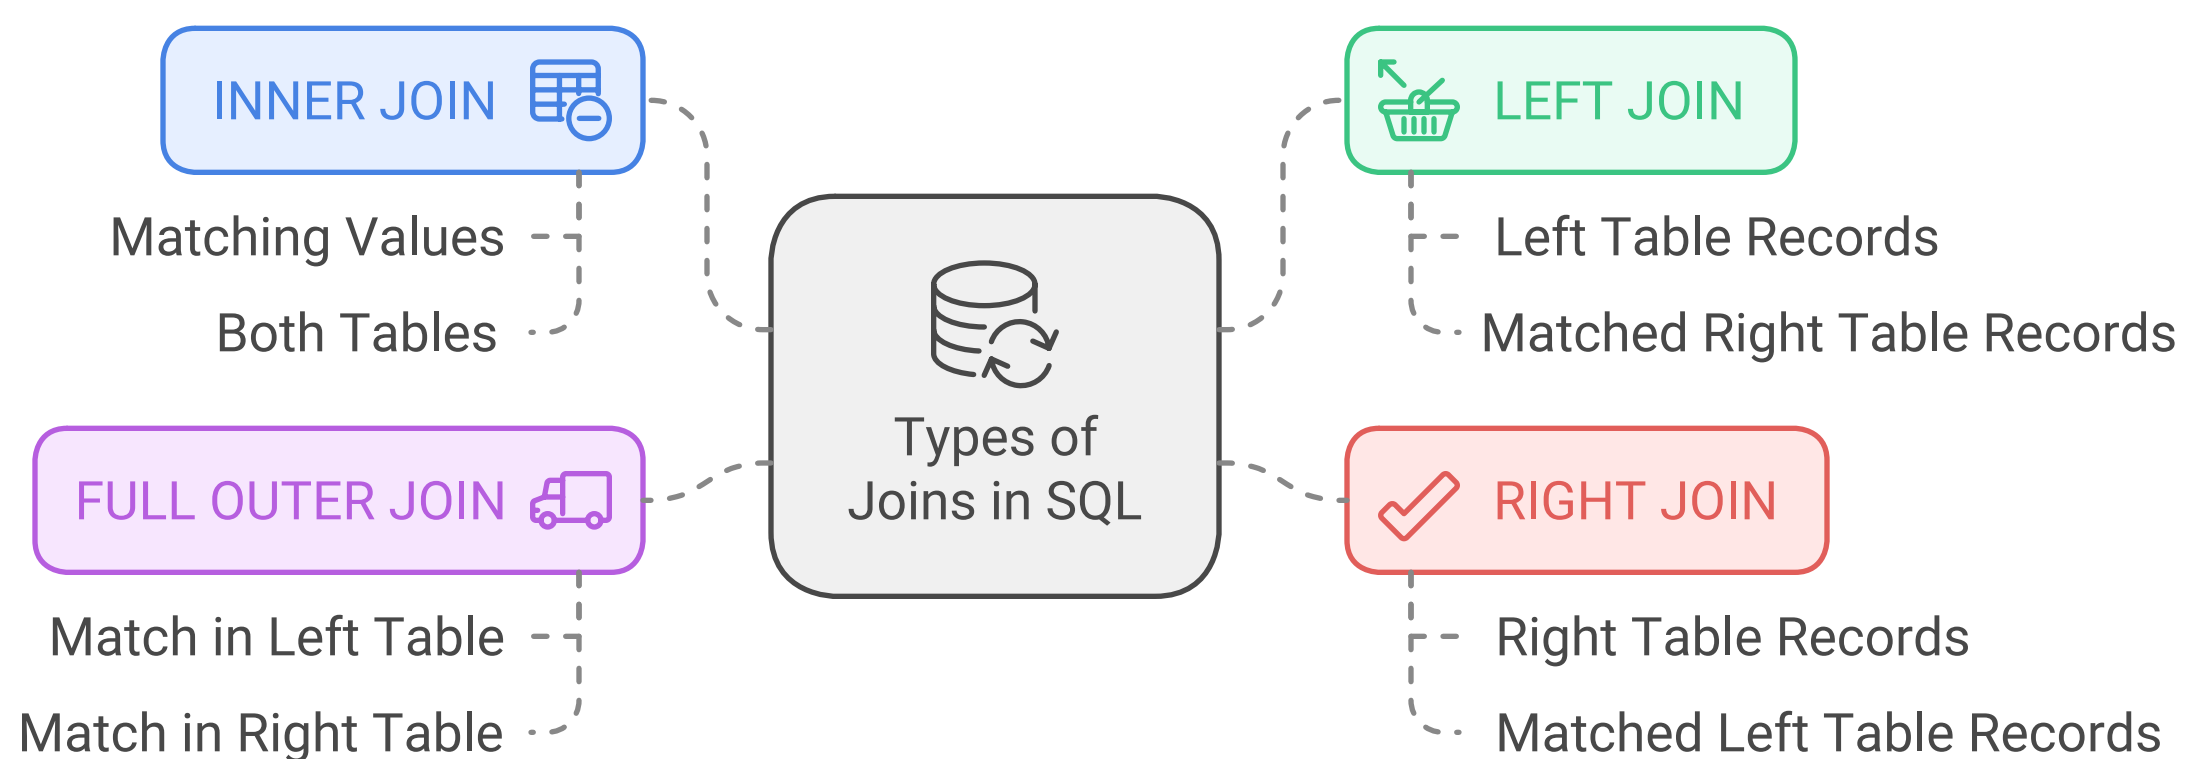 INNER JOIN
Matching Values
Both Tables
FULL OUTER JOIN
Match in Left Table
Match in Right Table
Types of
Joins in SQL
LEFT JOIN
Left Table Records
Matched Right Table Records
RIGHT JOIN
Right Table Records
Matched Left Table Records